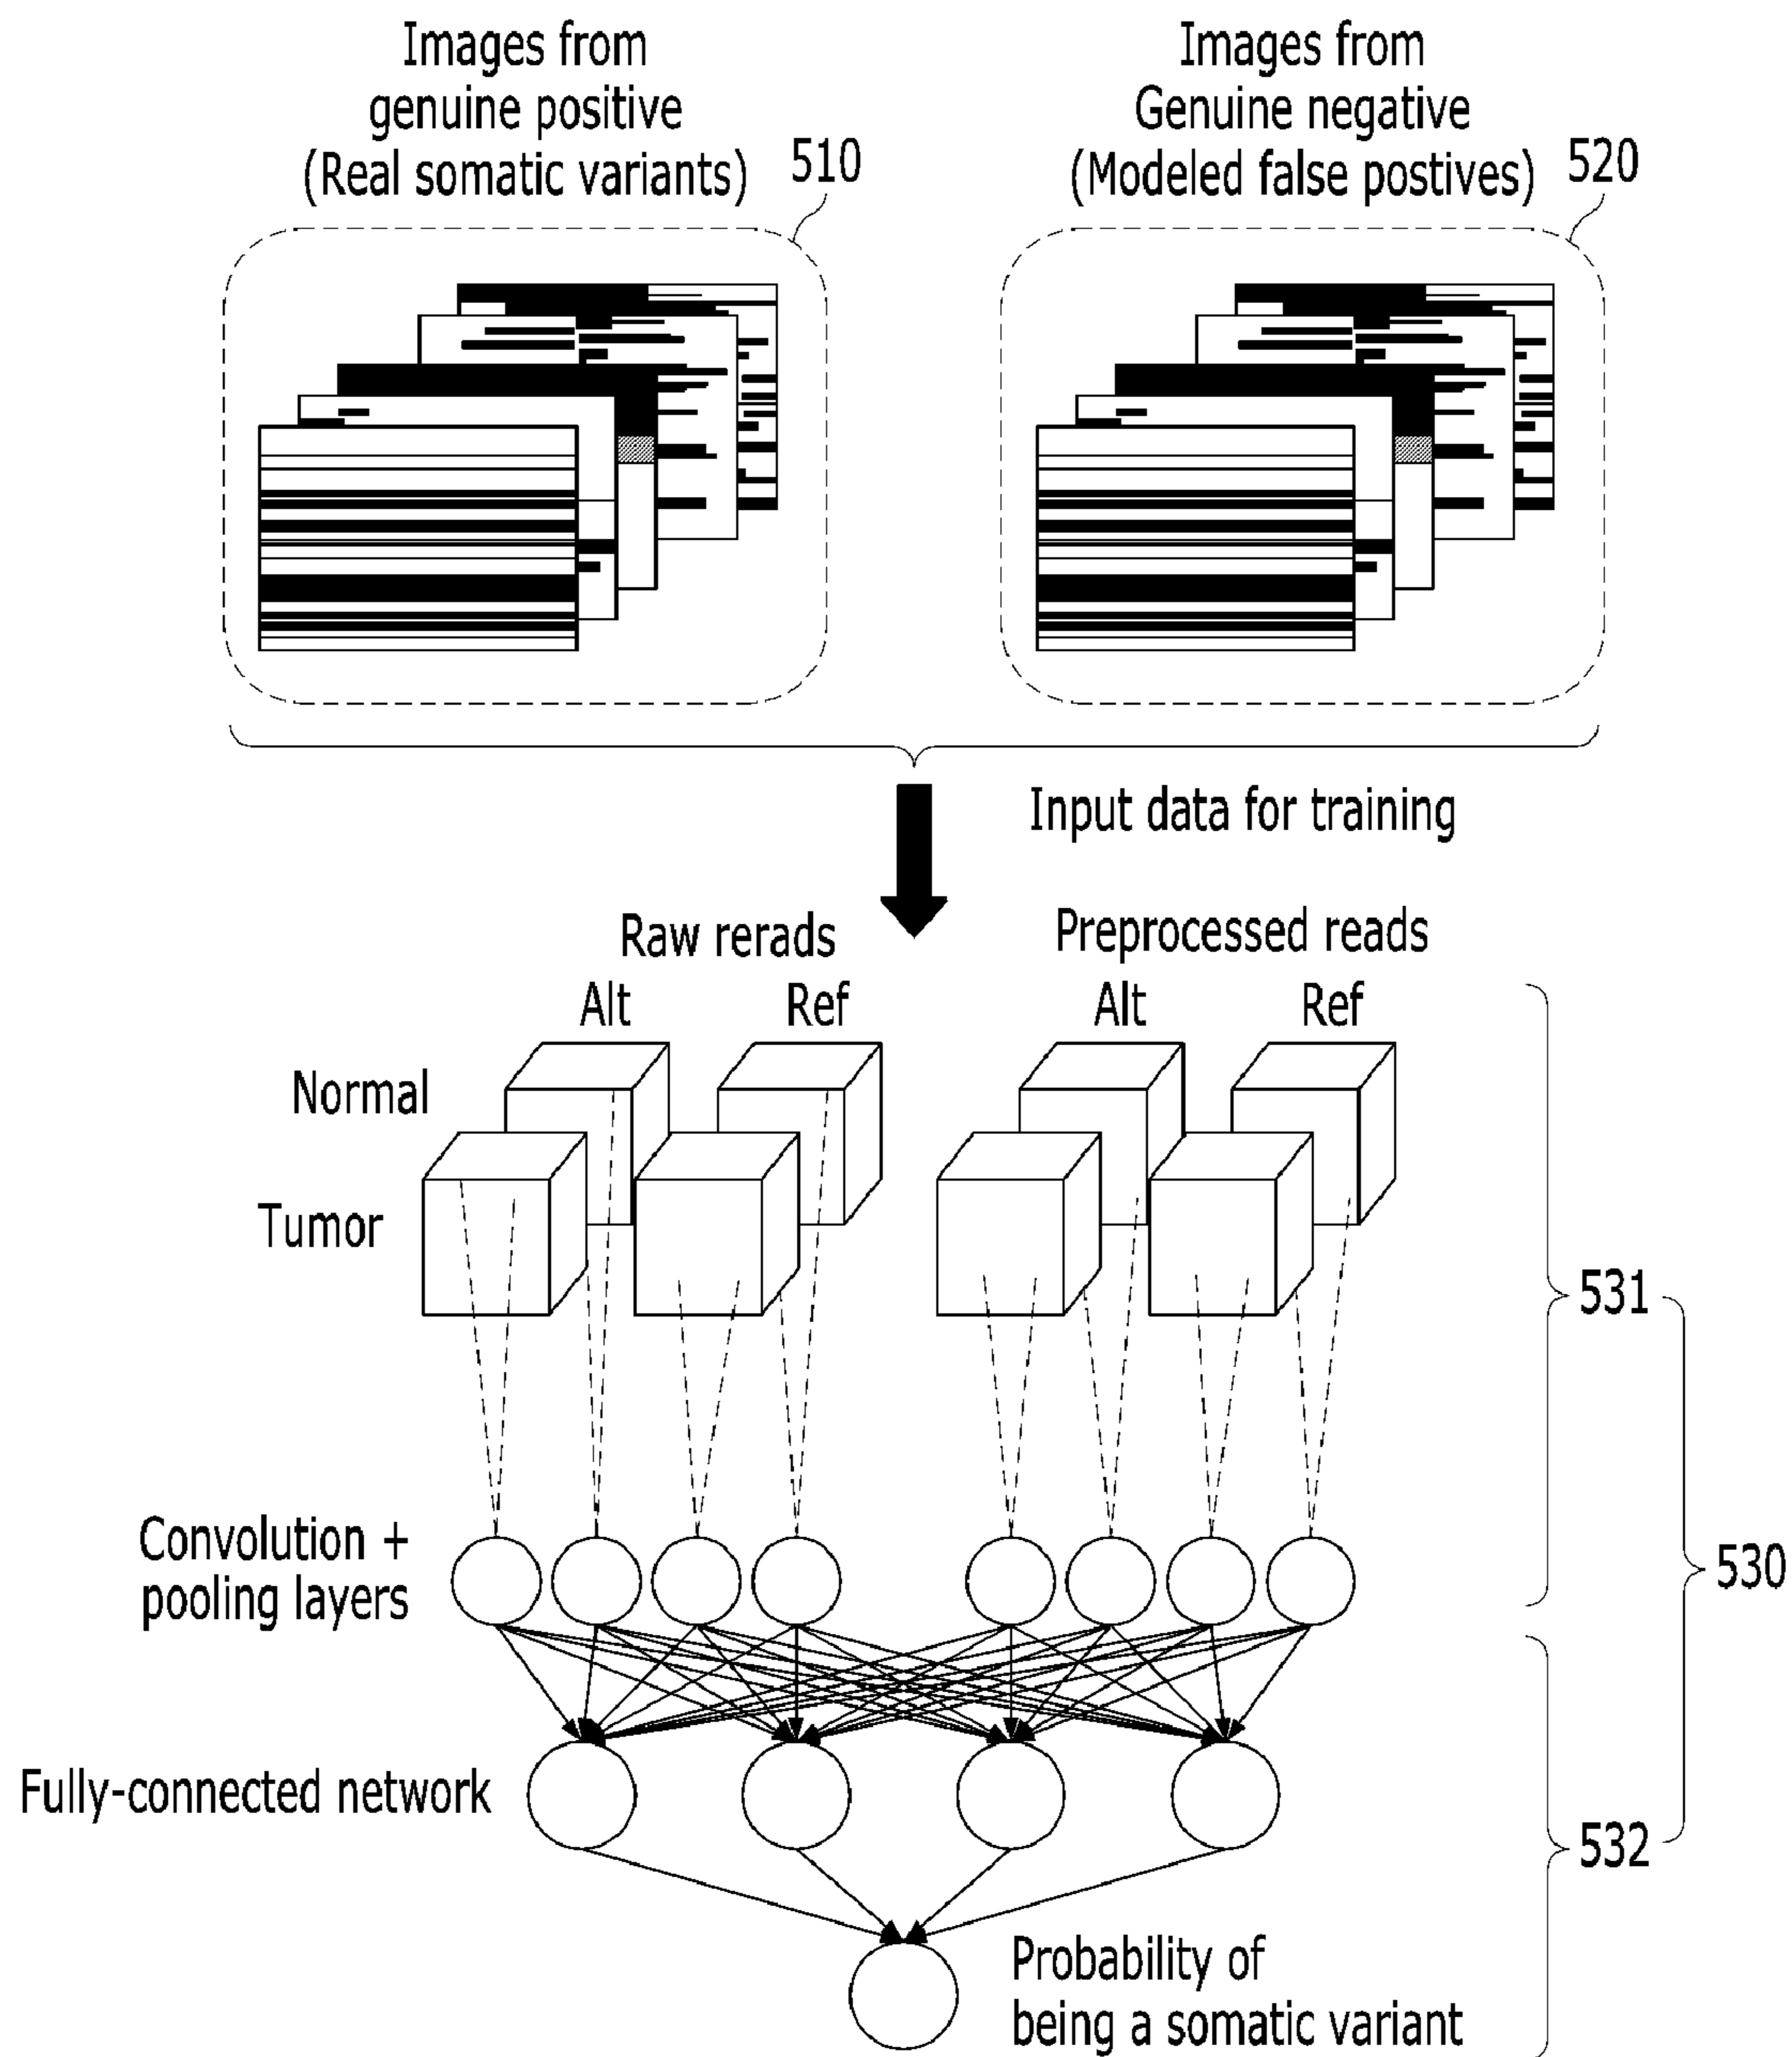 Images from
genuine positive
(Real somatic variants)
510
Images from
Genuine negative
(Modeled false postives)
520
Input data for training
Raw rerads
Preprocessed reads
Alt
Ref
Alt
Ref
Normal
Tumor
531
Convolution +
pooling layers
530
Fully-connected network
532
Probability of
being a somatic variant